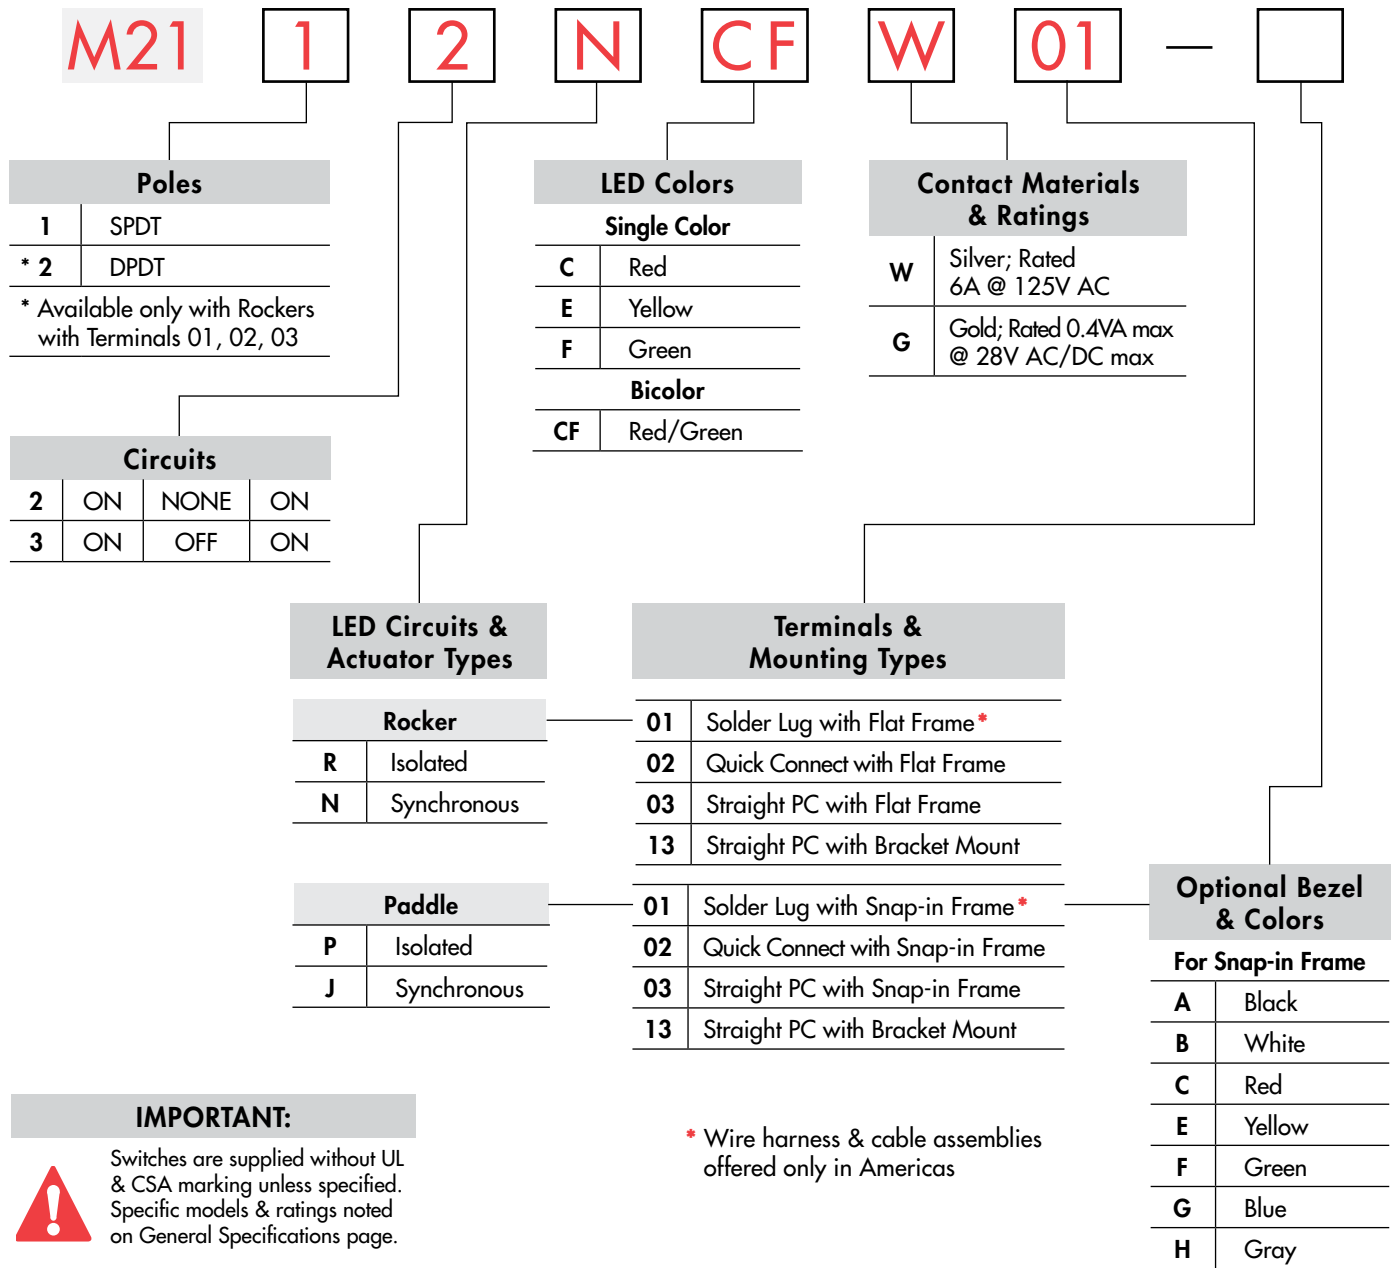 M21 1 2 N CF W 01 —
Poles
1 SPDT
* 2 DPDT
* Available only with Rockers
with Terminals 01, 02, 03
Circuits
2 ON NONE ON
3 ON OFF ON
LED Colors
Single Color
C Red
E Yellow
F Green
Bicolor
CF Red/Green
Contact Materials
& Ratings
W Silver; Rated
6A @ 125V AC
G Gold; Rated 0.4VA max
@ 28V AC/DC max
LED Circuits &
Actuator Types
Rocker
R Isolated
N Synchronous
Paddle
P Isolated
J Synchronous
Terminals &
Mounting Types
01 Solder Lug with Flat Frame*
02 Quick Connect with Flat Frame
03 Straight PC with Flat Frame
13 Straight PC with Bracket Mount
01 Solder Lug with Snap-in Frame*
02 Quick Connect with Snap-in Frame
03 Straight PC with Snap-in Frame
13 Straight PC with Bracket Mount
Optional Bezel
& Colors
For Snap-in Frame
A Black
B White
C Red
E Yellow
F Green
G Blue
H Gray
IMPORTANT:
Switches are supplied without UL
& CSA marking unless specified.
Specific models & ratings noted
on General Specifications page.
* Wire harness & cable assemblies
offered only in Americas